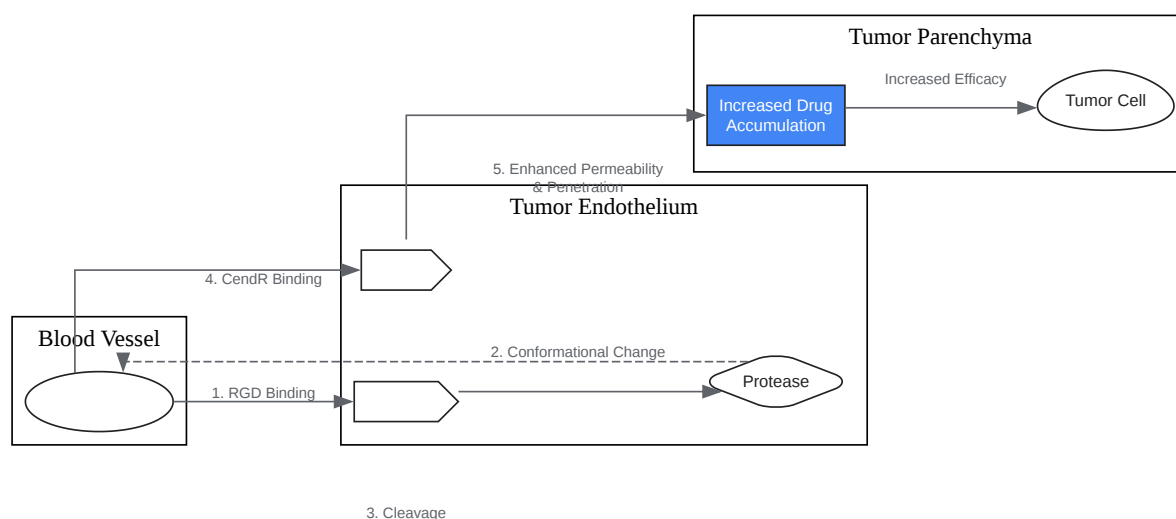 Tumor Parenchyma
Increased Efficacy
Increased Drug
Accumulation
Tumor Cell
5. Enhanced Permeability
& Penetration
Tumor Endothelium
4. CendR Binding
Blood Vessel
2. Conformational Change
Protease
1. RGD Binding
3. Cleavage